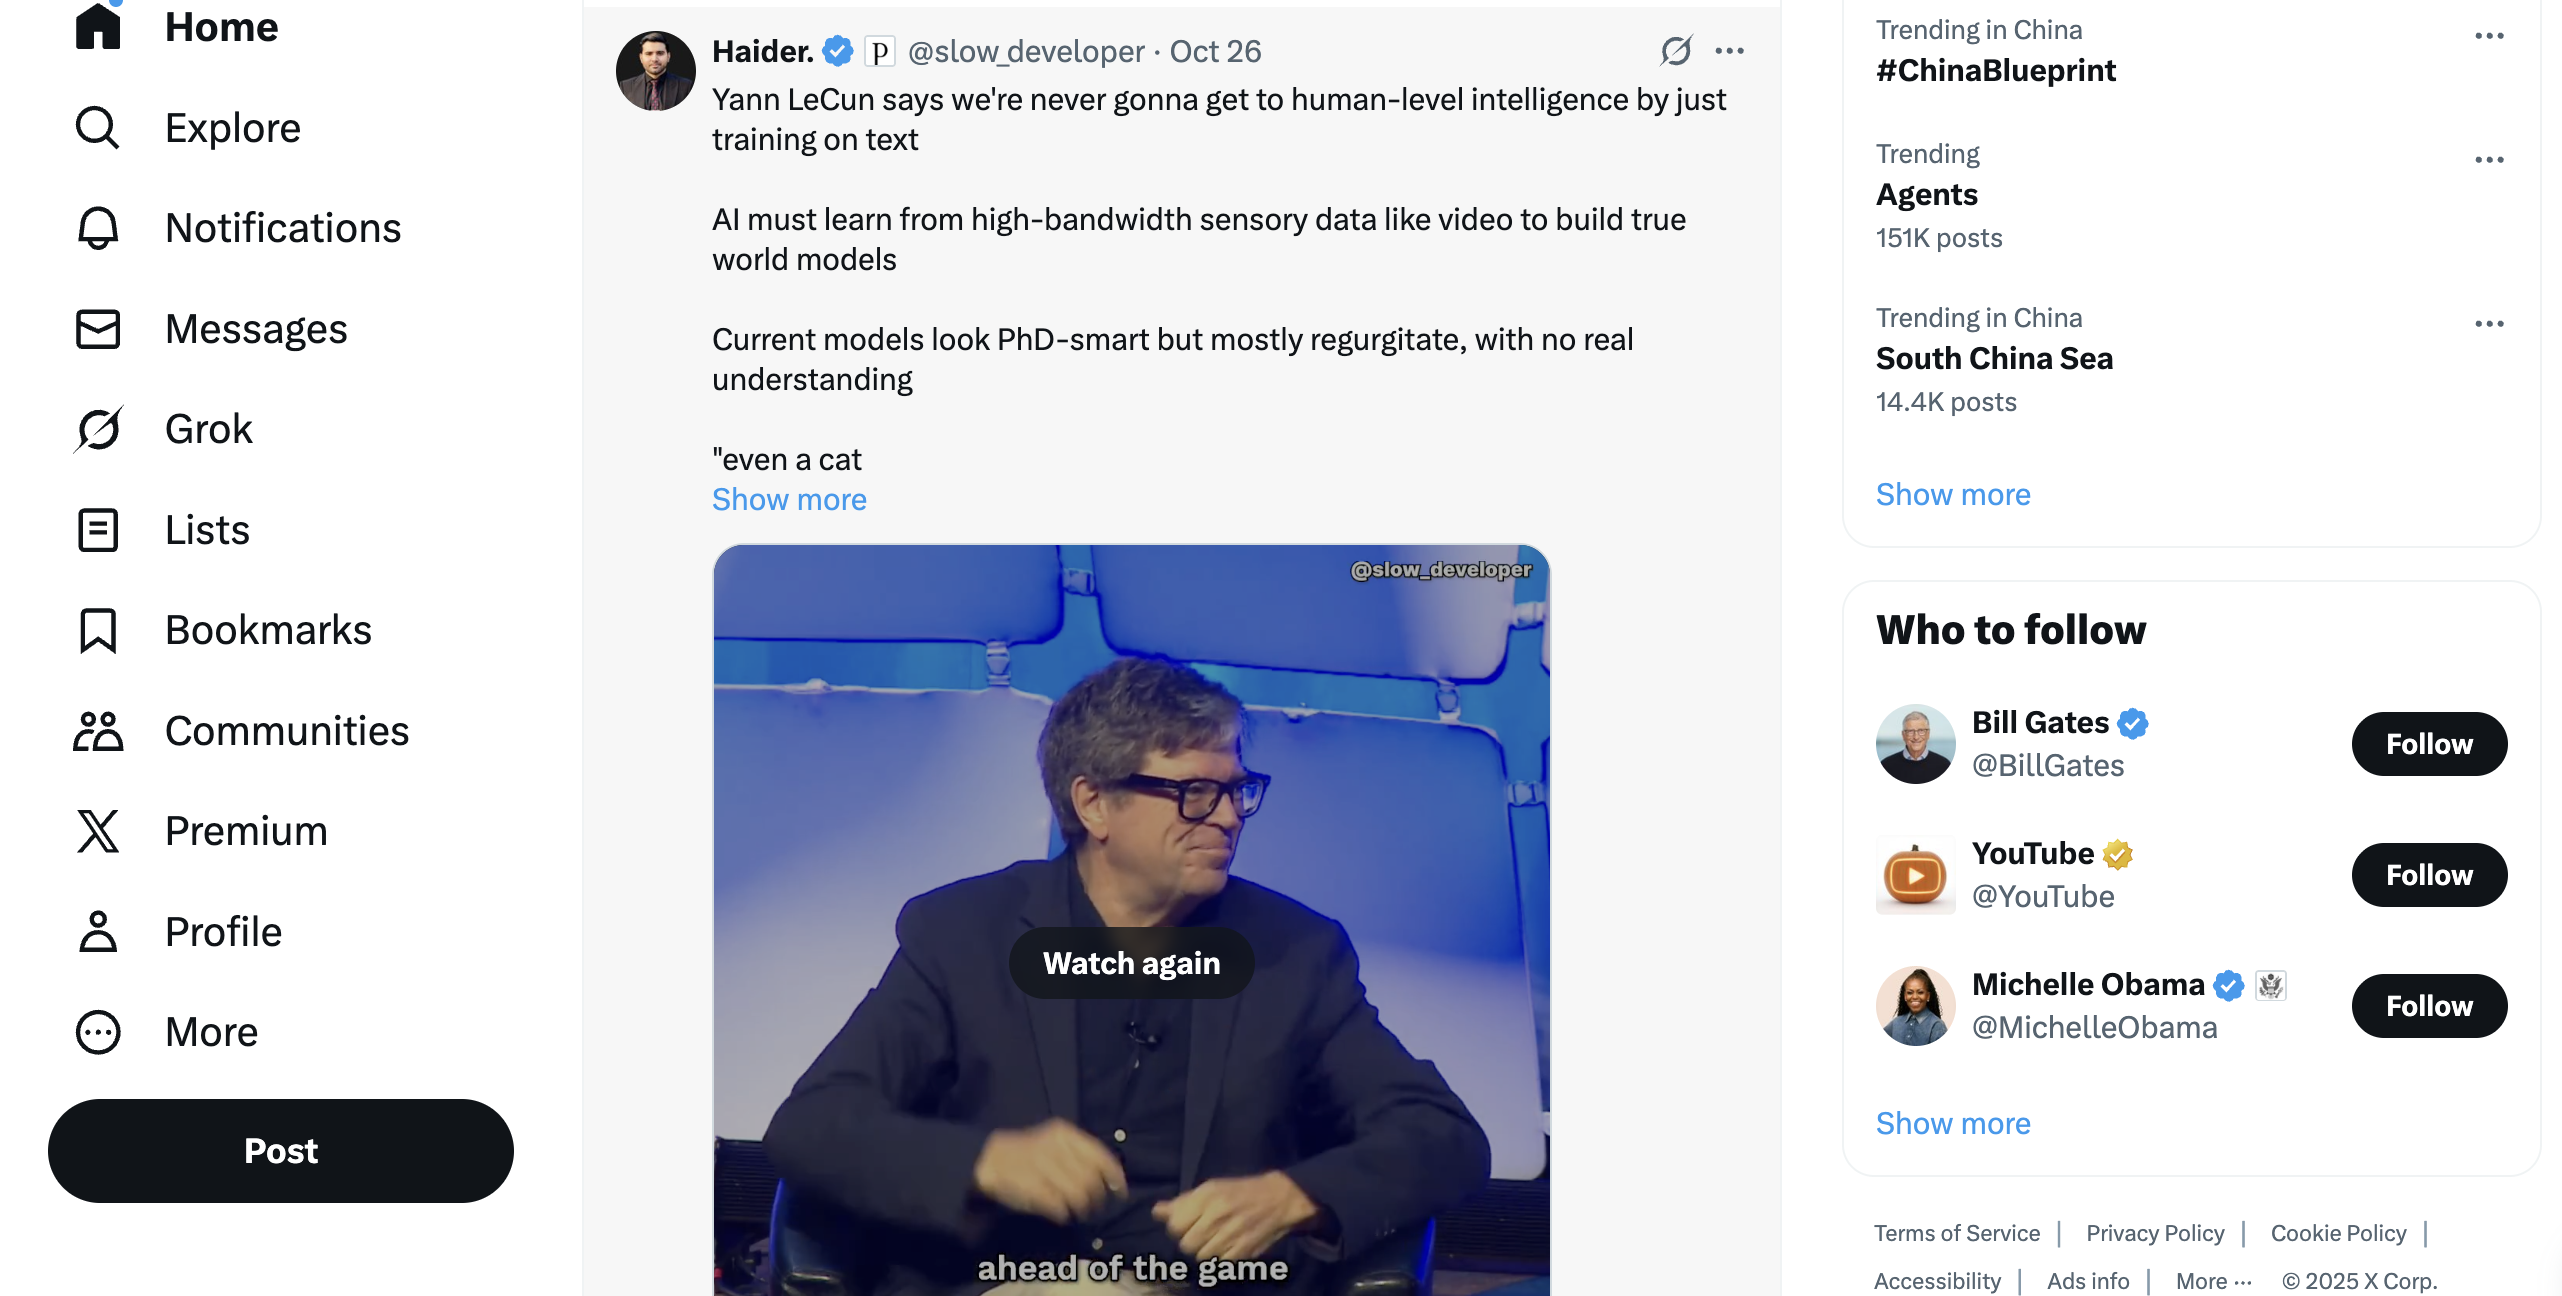 Home
Explore
Notifications
Messages
Grok
Lists
Bookmarks
Communities
Premium
Profile
More
Post
Haider. p @slow_developer · Oct 26
Yann LeCun says we're never gonna get to human-level intelligence by just
training on text
AI must learn from high-bandwidth sensory data like video to build true
world models
Current models look PhD-smart but mostly regurgitate, with no real
understanding
"even a cat
Show more
@slow_developer
Watch again
ahead of the game
Trending in China
#ChinaBlueprint
Trending
Agents
151K posts
Trending in China
South China Sea
14.4K posts
Show more
Who to follow
Bill Gates
@BillGates
Follow
YouTube
@YouTube
Follow
Michelle Obama
@MichelleObama
Follow
Show more
Terms of Service | Privacy Policy | Cookie Policy |
Accessibility | Ads info | More ··· © 2025 X Corp.